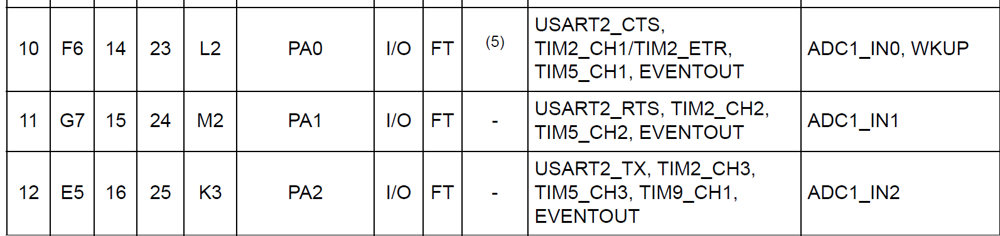 10 F6 14 23 L2 PA0 I/O FT (5) USART2_CTS, ADC1_IN0, WKUP
TIM2_CH1/TIM2_ETR,
TIM5_CH1, EVENTOUT
11 G7 15 24 M2 PA1 I/O FT - USART2_RTS, TIM2_CH2, ADC1_IN1
TIM5_CH2, EVENTOUT
12 E5 16 25 K3 PA2 I/O FT - USART2_TX, TIM2_CH3, ADC1_IN2
TIM5_CH3, TIM9_CH1,
EVENTOUT